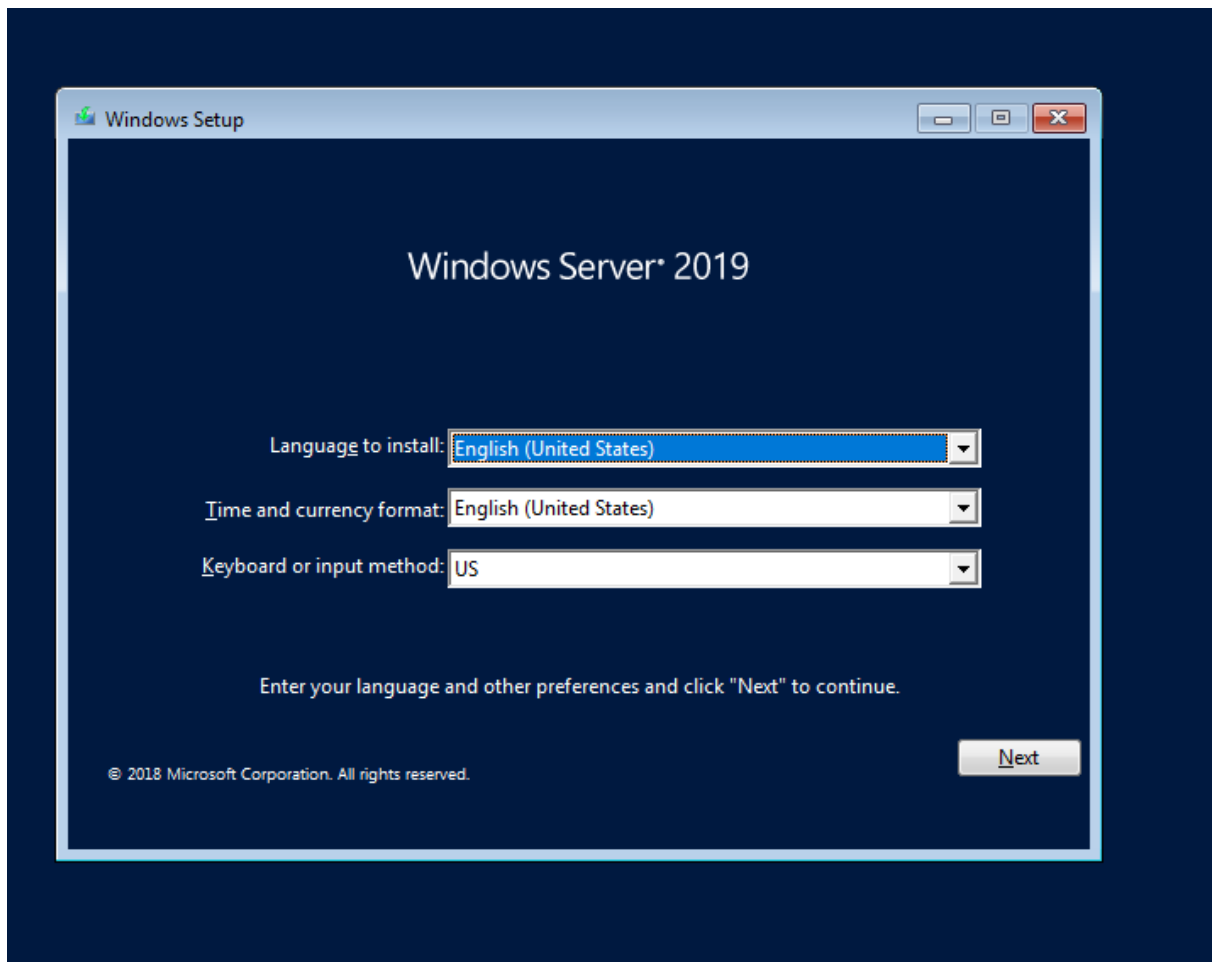 Windows Setup
Windows Server® 2019
Language to install: English (United States)
Time and currency format: English (United States)
Keyboard or input method: US
Enter your language and other preferences and click "Next" to continue.
Next
© 2018 Microsoft Corporation. All rights reserved.